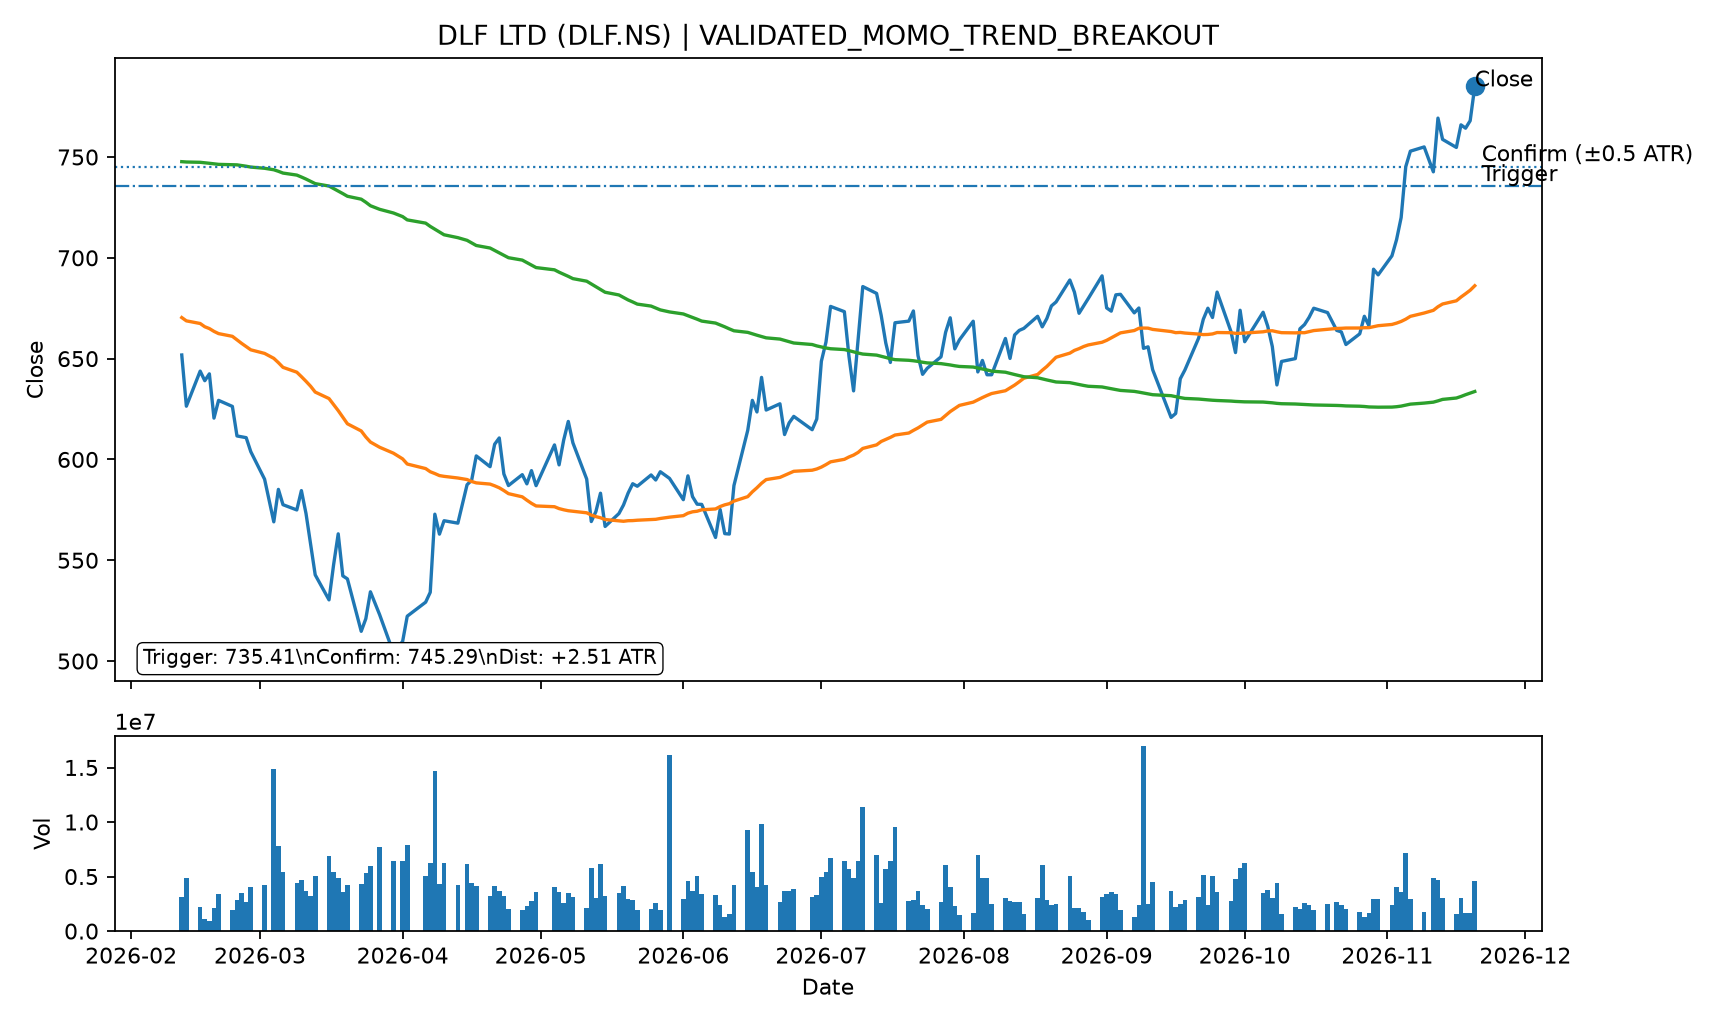 DLF LTD (DLF.NS) | VALIDATED_MOMO_TREND_BREAKOUT
Close
Confirm (±0.5 ATR)
Trigger
750
700
650
600
550
500
Close
Trigger: 735.41\nConfirm: 745.29\nDist: +2.51 ATR
1e7
1.5
1.0
0.5
0.0
Vol
2026-02 2026-03 2026-04 2026-05 2026-06 2026-07 2026-08 2026-09 2026-10 2026-11 2026-12
Date